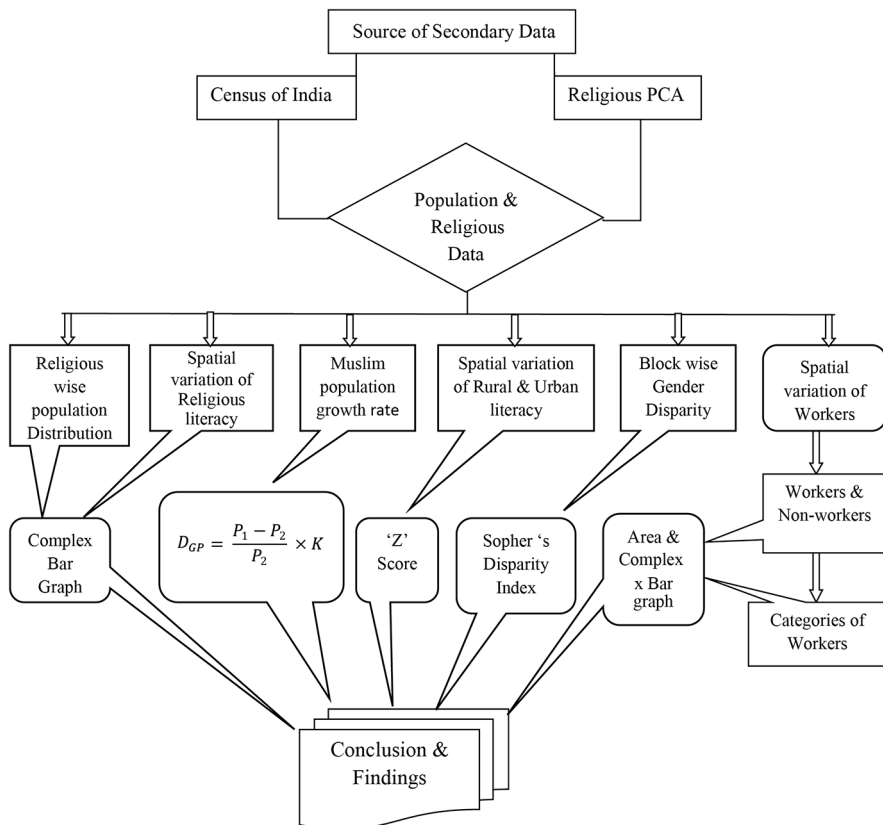 Source of Secondary Data
Census of India
Religious PCA
Population &
Religious
Data
Religious
wise
population
Distribution
Spatial
variation of
Religious
literacy
Muslim
population
growth rate
Spatial variation
of Rural & Urban
literacy
Block wise
Gender
Disparity
Spatial
variation of
Workers
Workers &
Non-workers
Complex
Bar
Graph
D_{GP} = \frac{P_1 - P_2}{P_2} × K
‘Z’
Score
Sopher ‘s
Disparity
Index
Area &
Complex
x Bar
graph
Categories of
Workers
Conclusion &
Findings